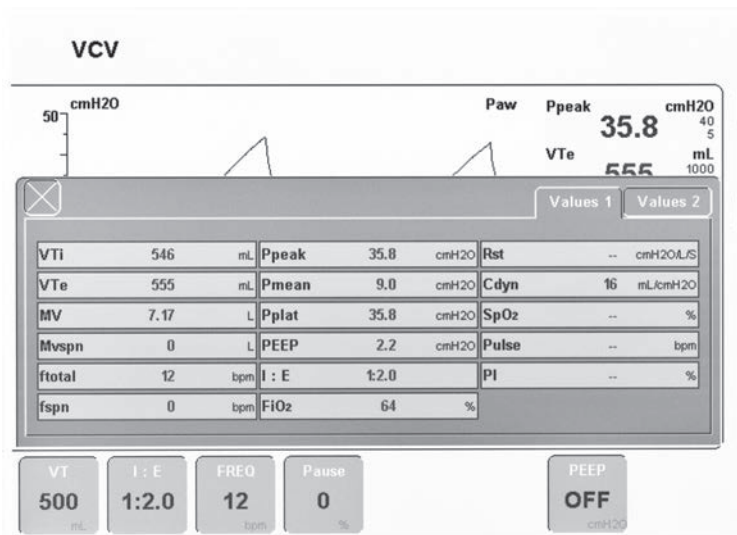 VCV
50 cmH2O Paw Ppeak cmH2O
35.8 40
5
VTe mL
555 1000
Values 1 Values 2
VTi 546 mL Ppeak 35.8 cmH2O Rst -- cmH2O/L/S
VTe 555 mL Pmean 9.0 cmH2O Cdyn 16 mL/cmH2O
MV 7.17 L Pplat 35.8 cmH2O SpO2 -- %
Mvspn 0 L PEEP 2.2 cmH2O Pulse -- bpm
ftotal 12 bpm I : E 1:2.0 PI -- %
fspn 0 bpm FiO2 64 %
VT I : E FREQ Pause PEEP
500 1:2.0 12 0 OFF
mL bpm % cmH2O